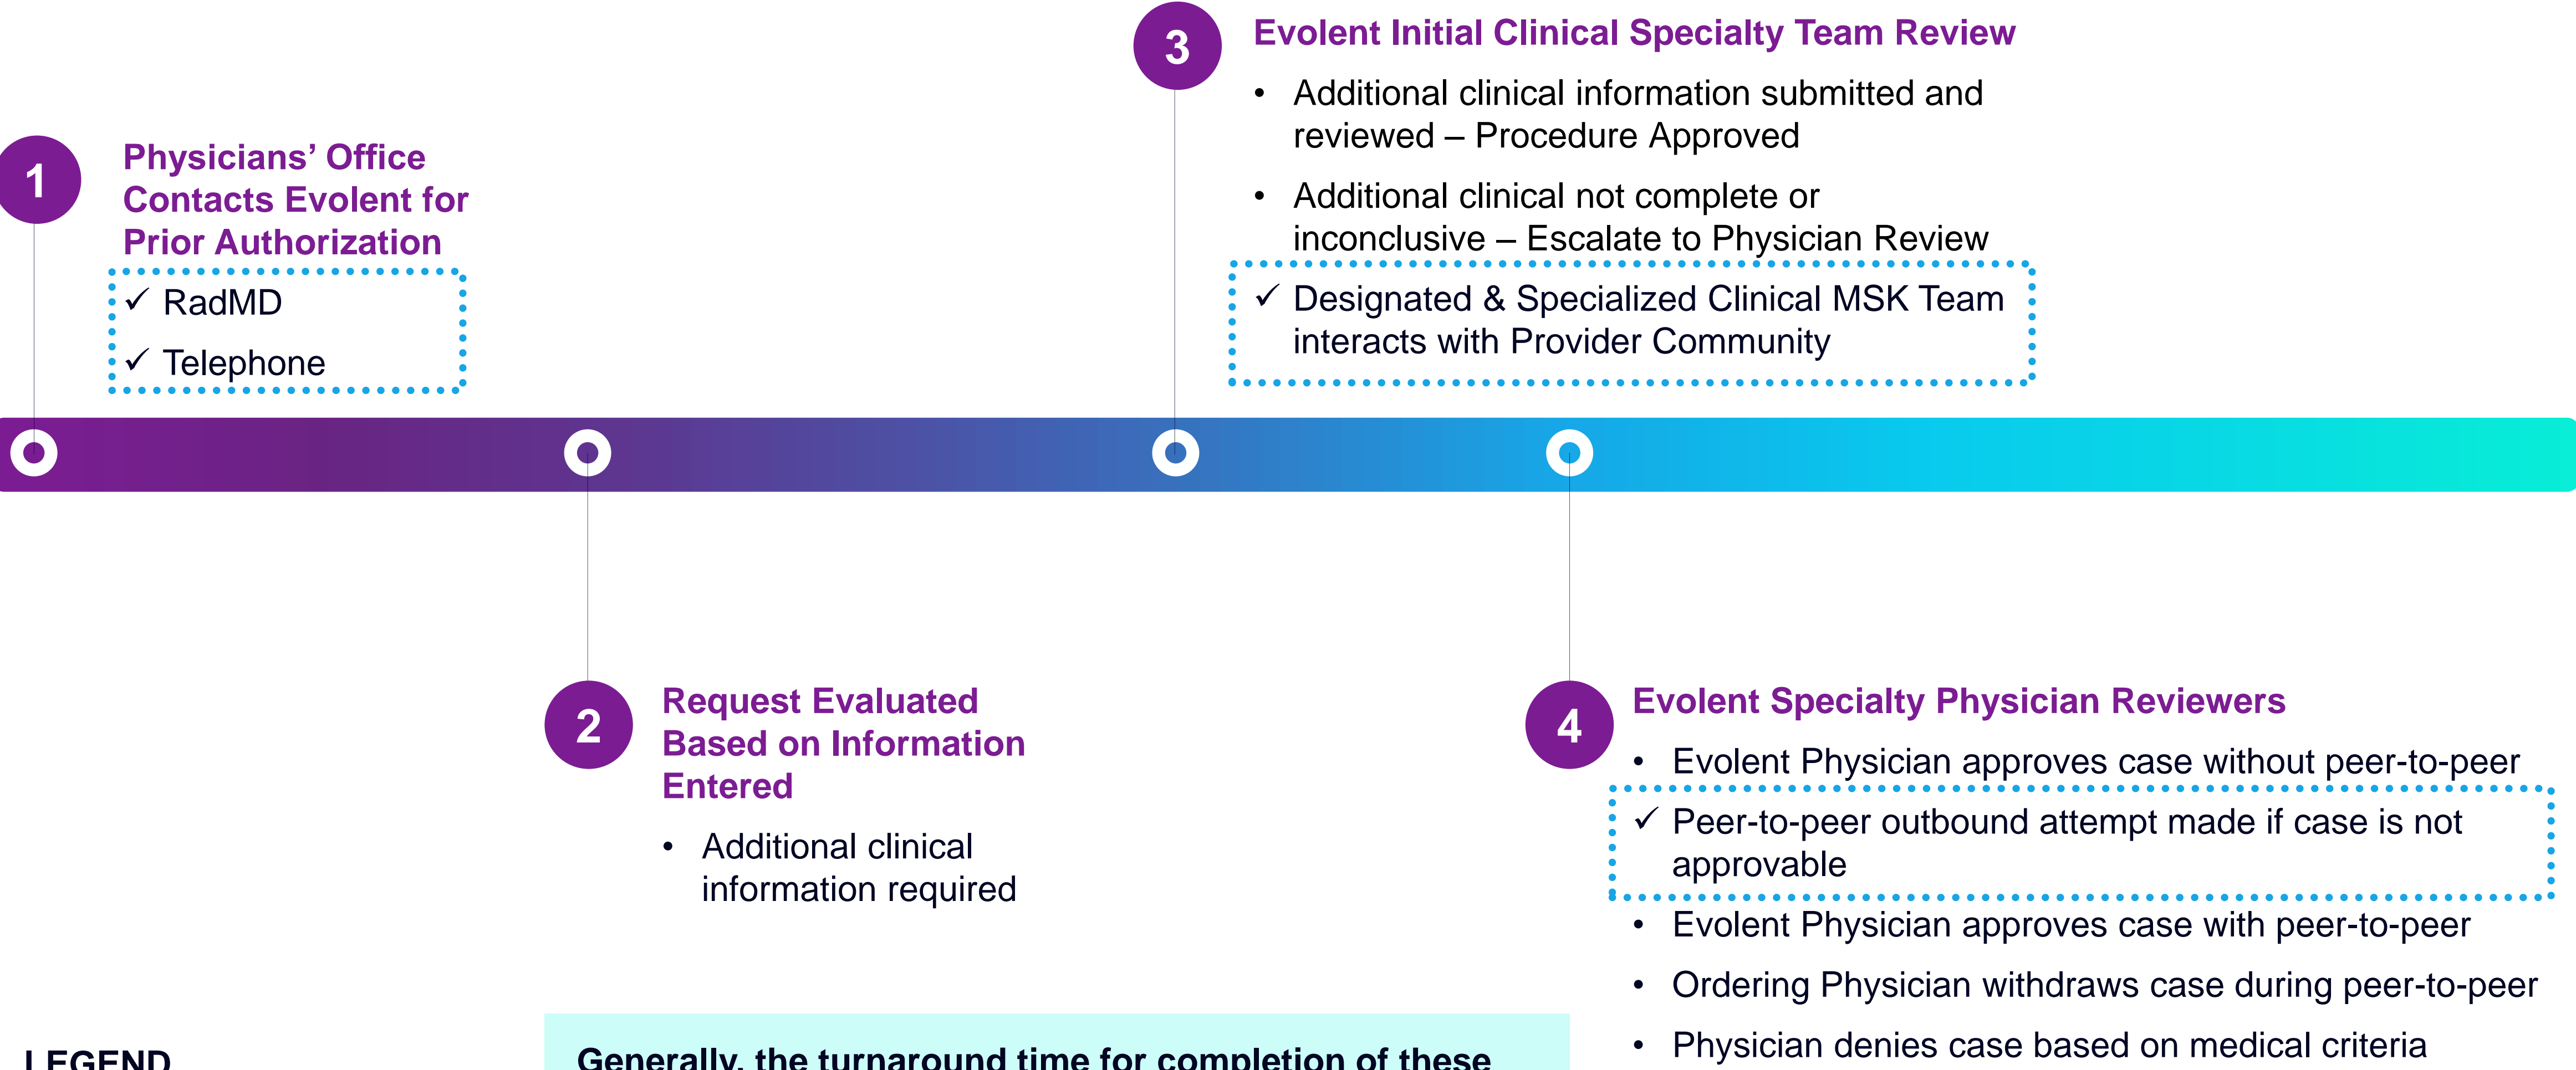 1
Physicians’ Office
Contacts Evolent for
Prior Authorization
✓ RadMD
✓ Telephone
2
Request Evaluated
Based on Information
Entered
• Additional clinical
information required
3
Evolent Initial Clinical Specialty Team Review
• Additional clinical information submitted and
reviewed – Procedure Approved
• Additional clinical not complete or
inconclusive – Escalate to Physician Review
✓ Designated & Specialized Clinical MSK Team
interacts with Provider Community
4
Evolent Specialty Physician Reviewers
• Evolent Physician approves case without peer-to-peer
✓ Peer-to-peer outbound attempt made if case is not
approvable
• Evolent Physician approves case with peer-to-peer
• Ordering Physician withdraws case during peer-to-peer
• Physician denies case based on medical criteria
LEGEND
Generally, the turnaround time for completion of these